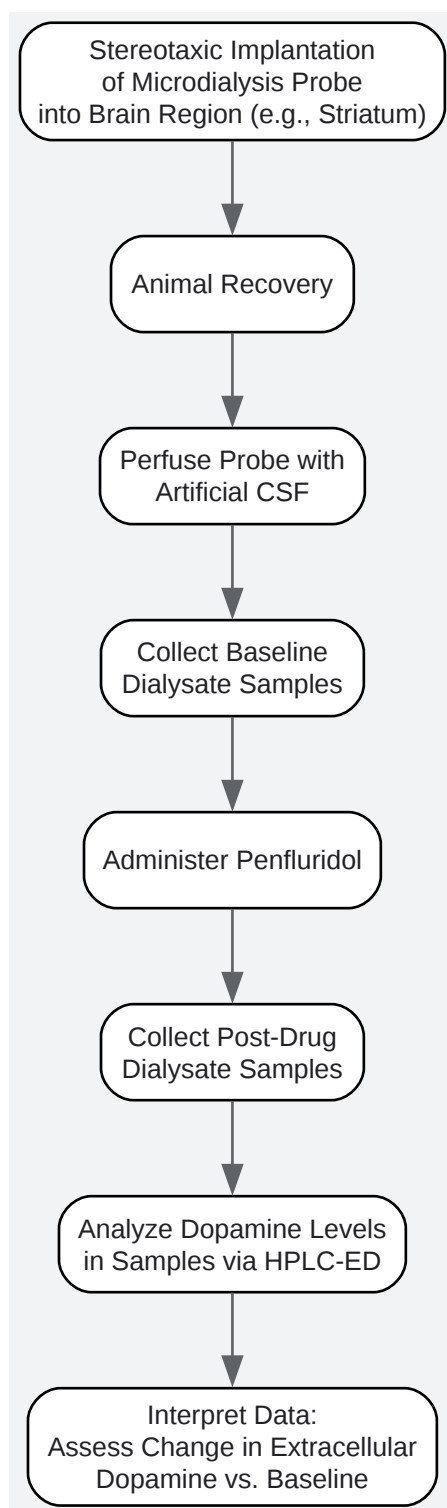 Stereotaxic Implantation
of Microdialysis Probe
into Brain Region (e.g., Striatum)
Animal Recovery
Perfuse Probe with
Artificial CSF
Collect Baseline
Dialysate Samples
Administer Penfluridol
Collect Post-Drug
Dialysate Samples
Analyze Dopamine Levels
in Samples via HPLC-ED
Interpret Data:
Assess Change in Extracellular
Dopamine vs. Baseline